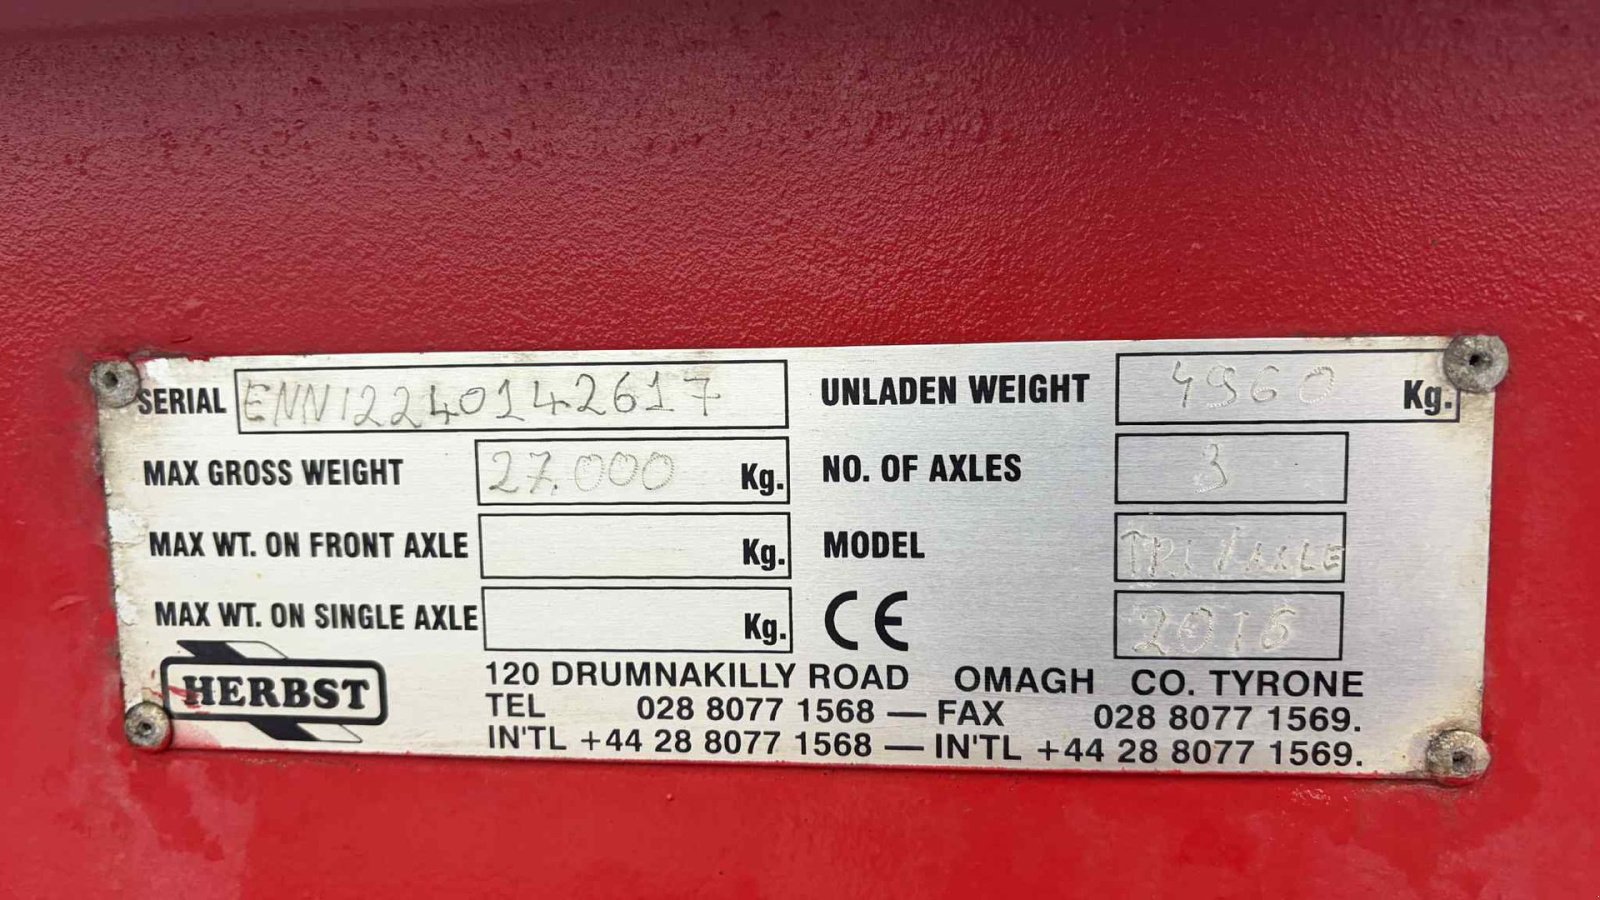 SERIAL ENN12240142617 UNLADEN WEIGHT 4960 Kg.
MAX GROSS WEIGHT 27.000 Kg. NO. OF AXLES 3
MAX WT. ON FRONT AXLE Kg. MODEL TRI/AXLE
MAX WT. ON SINGLE AXLE Kg. CE 2016
HERBST
120 DRUMNAKILLY ROAD OMAGH CO. TYRONE
TEL 028 8077 1568 — FAX 028 8077 1569.
IN'TL +44 28 8077 1568 — IN'TL +44 28 8077 1569.